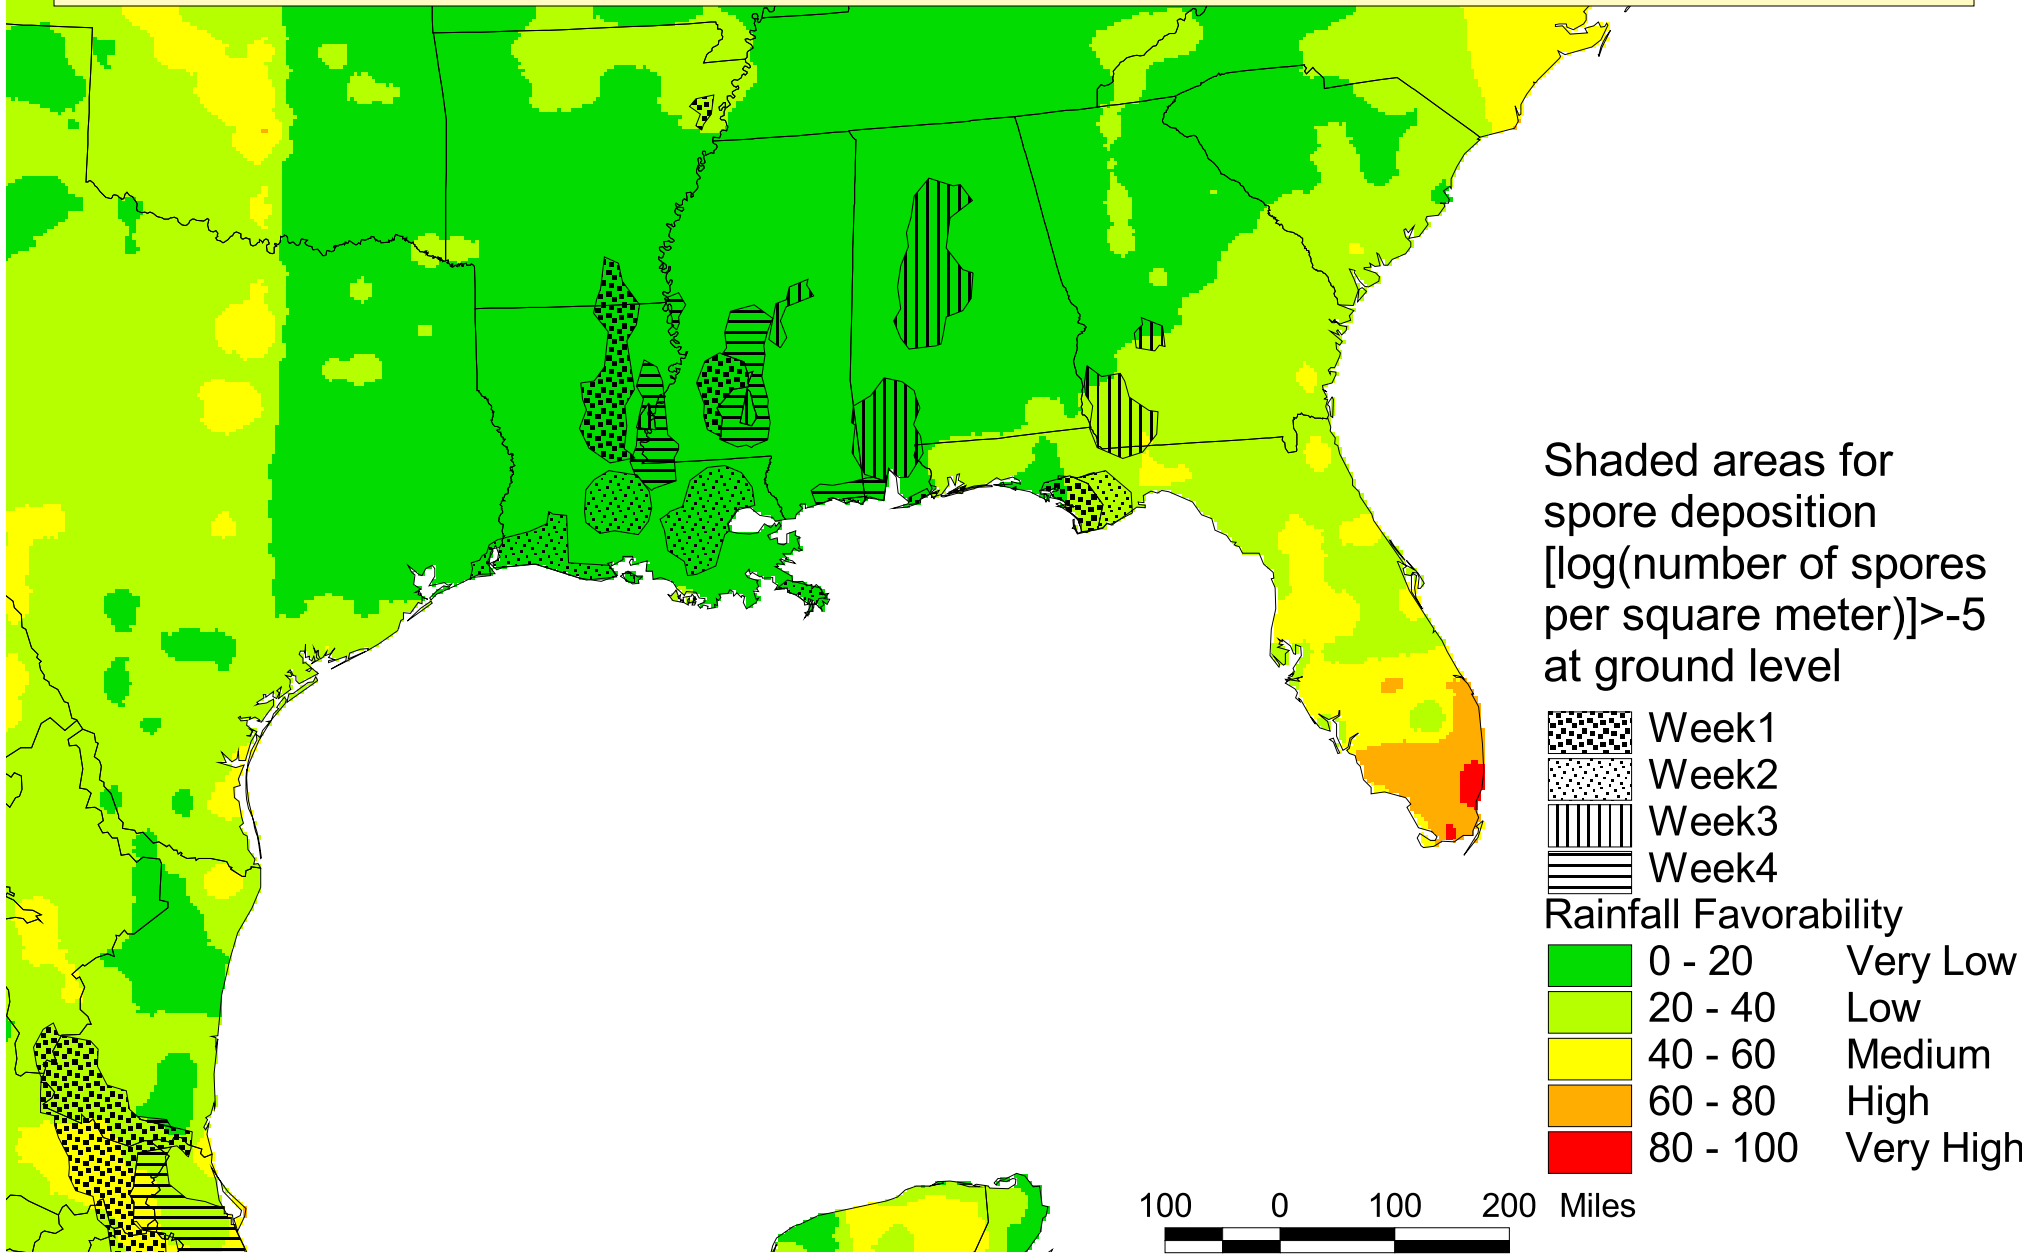 Shaded areas for
spore deposition
[log(number of spores
per square meter)]>-5
at ground level
Week1
Week2
Week3
Week4
Rainfall Favorability
0 - 20 Very Low
20 - 40 Low
40 - 60 Medium
60 - 80 High
80 - 100 Very High
100 0 100 200 Miles